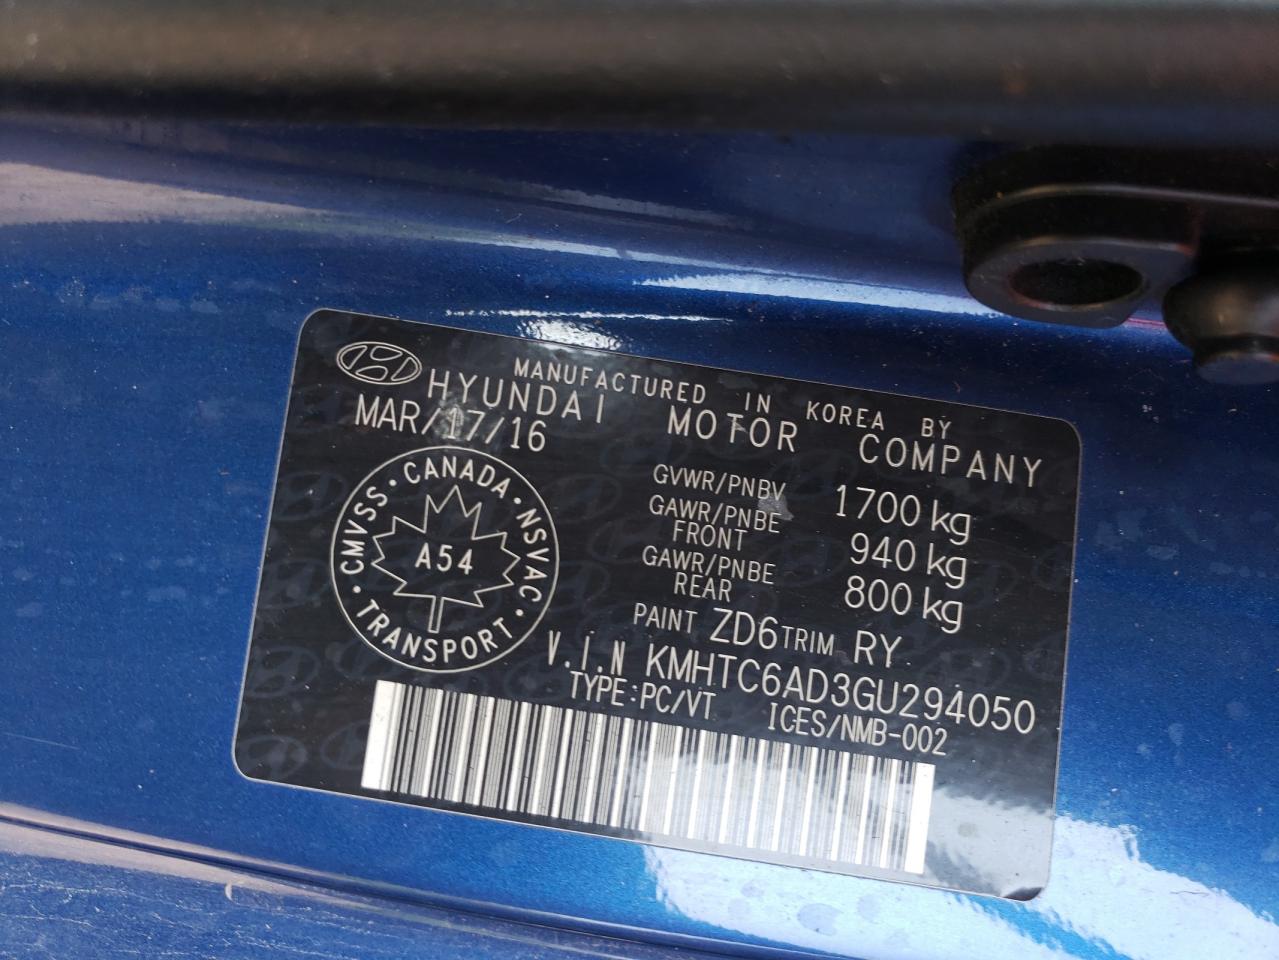 MANUFACTURED IN KOREA BY
HYUNDAI MOTOR COMPANY
MAR/17/16
GVWR/PNBV 1700 kg
GAWR/PNBE FRONT 940 kg
GAWR/PNBE REAR 800 kg
CANADA · NSVAC · TRANSPORT · CMVSS ·
A54
PAINT ZD6 TRIM RY
V.I.N KMHTC6AD3GU294050
TYPE:PC/VT ICES/NMB-002